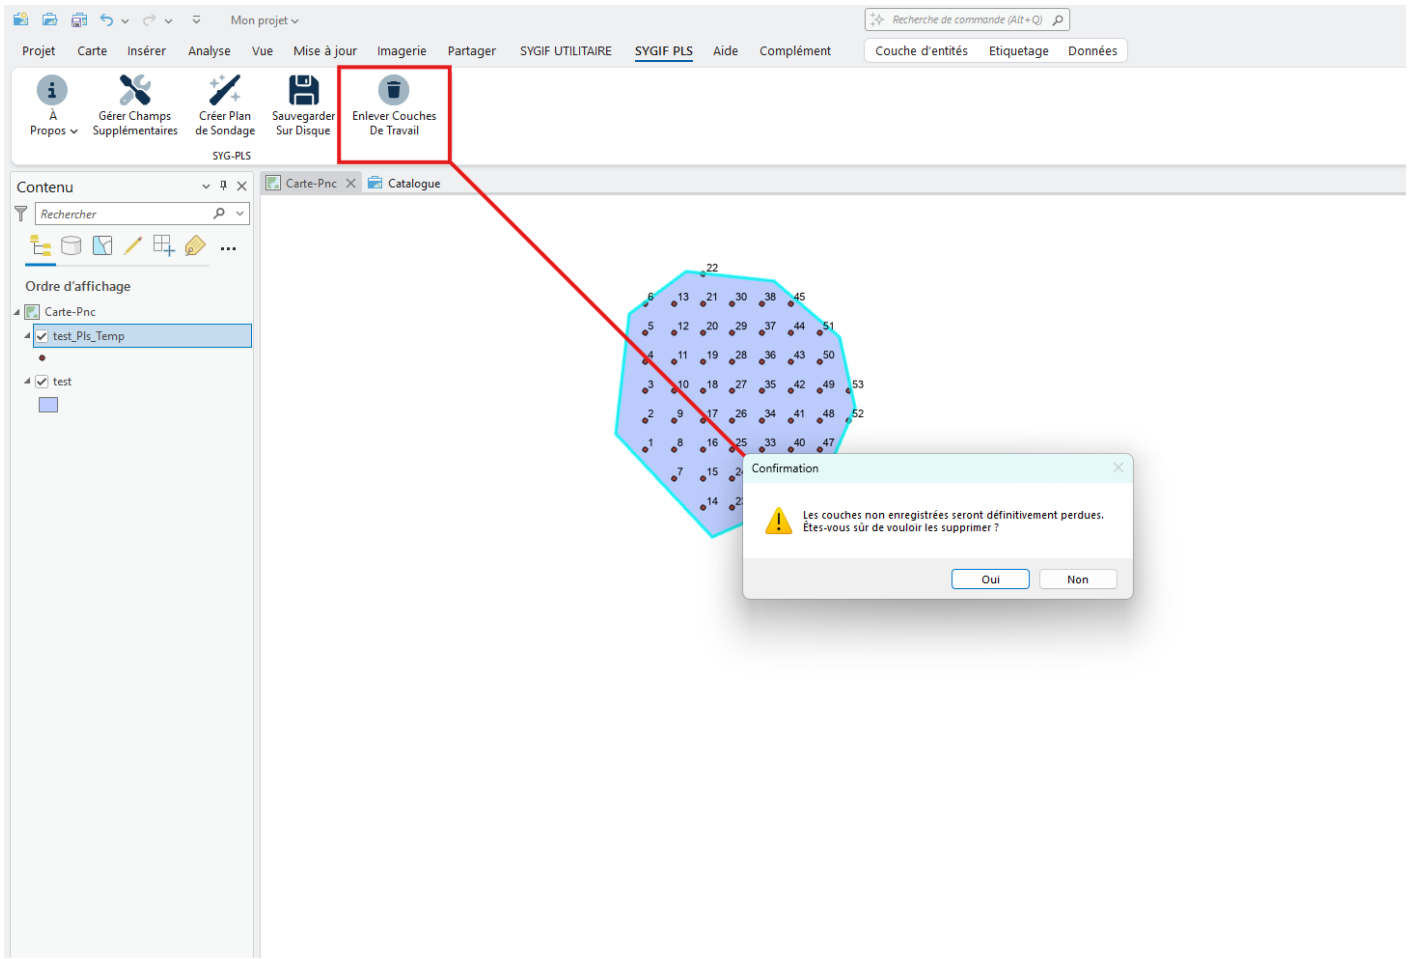 Mon projet
Recherche de commande (Alt+Q)
Projet Carte Insérer Analyse Vue Mise à jour Imagerie Partager SYGIF UTILITAIRE SYGIF PLS Aide Complément Couche d'entités Etiquetage Données
À Propos
Gérer Champs Supplémentaires
Créer Plan de Sondage
Sauvegarder Sur Disque
Enlever Couches De Travail
SYG-PLS
Contenu
Carte-Pnc Catalogue
Rechercher
Ordre d'affichage
Carte-Pnc
test_Pls_Temp
test
22
6 13 21 30 38 45
5 12 20 29 37 44 51
4 11 19 28 36 43 50
3 10 18 27 35 42 49 53
2 9 17 26 34 41 48 52
1 8 16 25 33 40 47
7 15 2
14 2
Confirmation
Les couches non enregistrées seront définitivement perdues.
Êtes-vous sûr de vouloir les supprimer ?
Oui Non